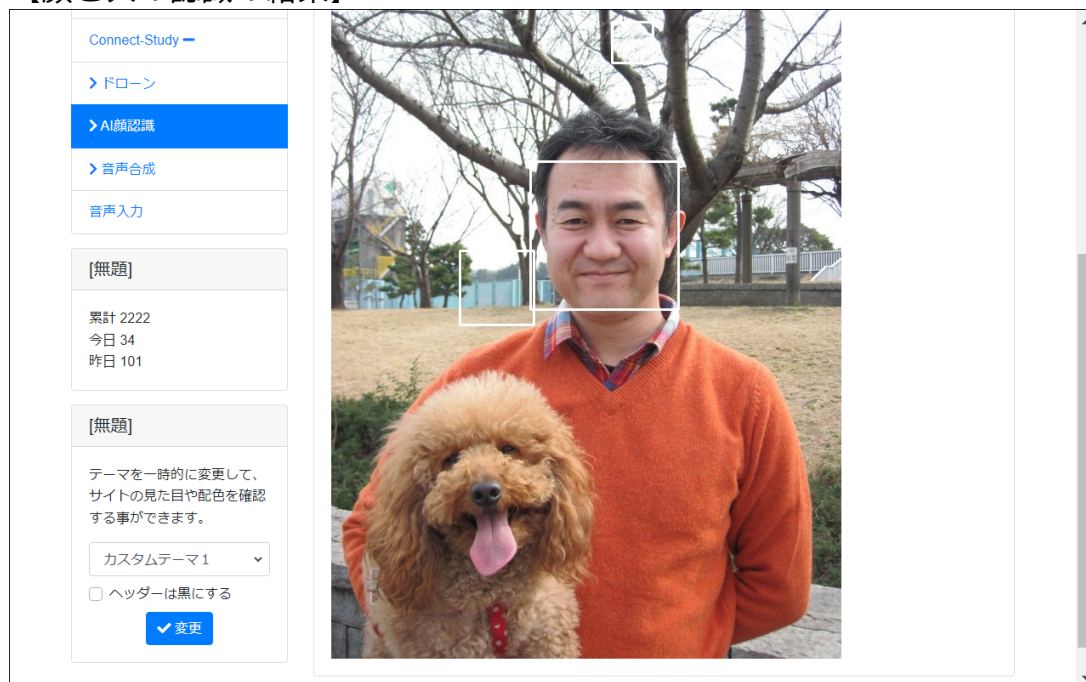 Connect-Study
ドローン
AI顔認識
音声合成
音声入力
[無題]
累計 2222
今日 34
昨日 101
[無題]
テーマを一時的に変更して、
サイトの見た目や配色を確認
する事ができます。
カスタムテーマ1
ヘッダーは黒にする
変更